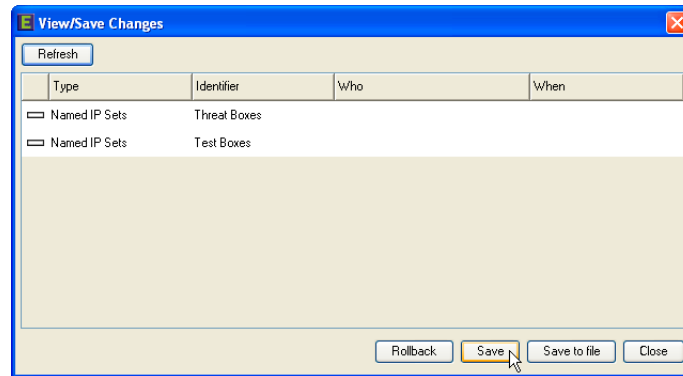 E View/Save Changes
Refresh
Type Identifier Who When
Named IP Sets Threat Boxes
Named IP Sets Test Boxes
Rollback Save Save to file Close